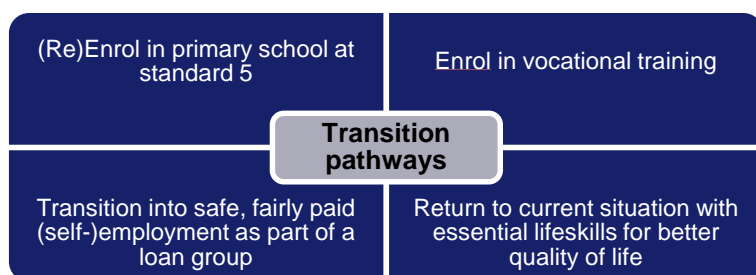 (Re)Enrol in primary school at
standard 5
Enrol in vocational training
Transition
pathways
Transition into safe, fairly paid
(self-)employment as part of a
loan group
Return to current situation with
essential lifeskills for better
quality of life